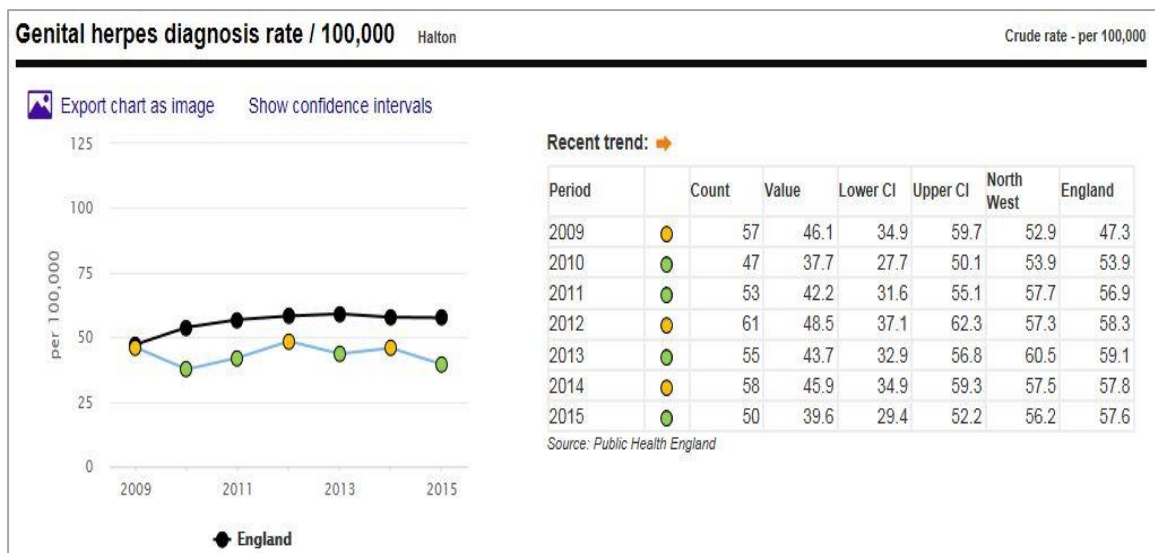 Genital herpes diagnosis rate / 100,000 Halton Crude rate - per 100,000
Export chart as image Show confidence intervals
125
100
75
50
25
0
per 100,000
2009 2011 2013 2015
England
Recent trend:
Period Count Value Lower CI Upper CI North West England
2009 57 46.1 34.9 59.7 52.9 47.3
2010 47 37.7 27.7 50.1 53.9 53.9
2011 53 42.2 31.6 55.1 57.7 56.9
2012 61 48.5 37.1 62.3 57.3 58.3
2013 55 43.7 32.9 56.8 60.5 59.1
2014 58 45.9 34.9 59.3 57.5 57.8
2015 50 39.6 29.4 52.2 56.2 57.6
Source: Public Health England